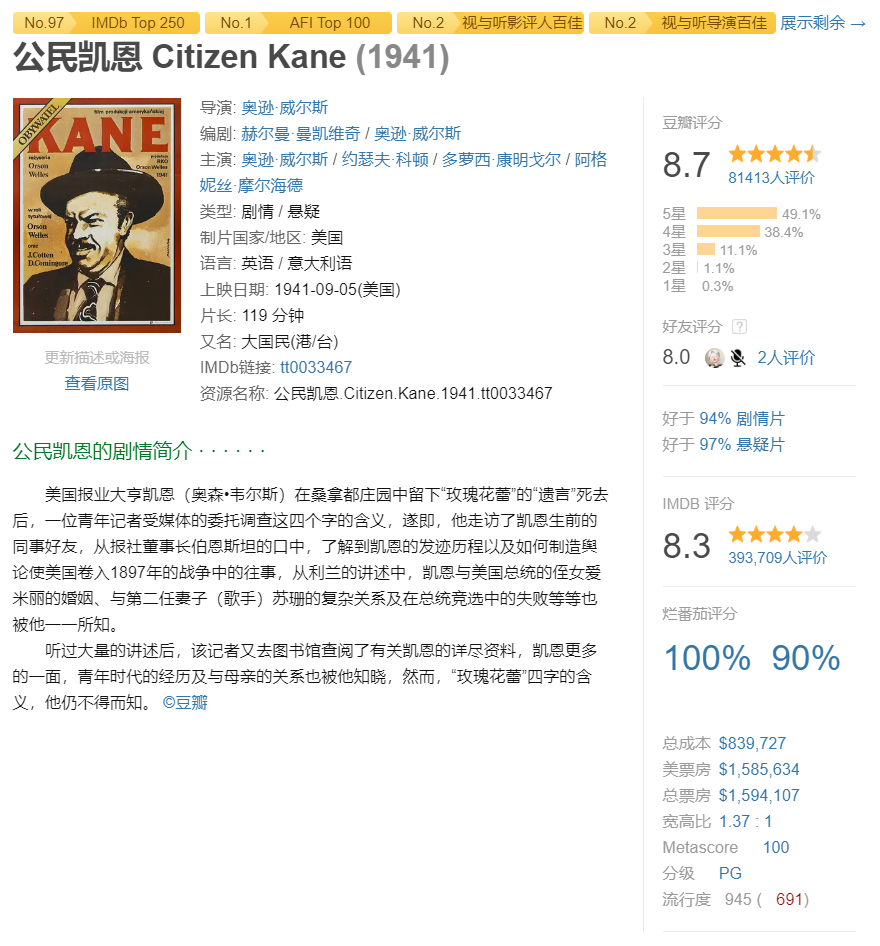 No.97 IMDb Top 250 No.1 AFI Top 100 No.2 视与听影评人百佳 No.2 视与听导演百佳 展示剩余 →
公民凯恩 Citizen Kane (1941)
film produkcji amerykańskiej
OBYWATEL
KANE
reżyseria
Orson
Welles
produkcja
RKO
1941
w roli
tytułowej
Orson
Welles
oraz
J.Cotten
D.Comingore
更新描述或海报
查看原图
导演: 奥逊·威尔斯
编剧: 赫尔曼·曼凯维奇 / 奥逊·威尔斯
主演: 奥逊·威尔斯 / 约瑟夫·科顿 / 多萝西·康明戈尔 / 阿格
妮丝·摩尔海德
类型: 剧情 / 悬疑
制片国家/地区: 美国
语言: 英语 / 意大利语
上映日期: 1941-09-05(美国)
片长: 119 分钟
又名: 大国民(港/台)
IMDb链接: tt0033467
资源名称: 公民凯恩.Citizen.Kane.1941.tt0033467
公民凯恩的剧情简介 · · · · · ·
美国报业大亨凯恩（奥森•韦尔斯）在桑拿都庄园中留下“玫瑰花蕾”的“遗言”死去
后，一位青年记者受媒体的委托调查这四个字的含义，遂即，他走访了凯恩生前的
同事好友，从报社董事长伯恩斯坦的口中，了解到凯恩的发迹历程以及如何制造舆
论使美国卷入1897年的战争中的往事，从利兰的讲述中，凯恩与美国总统的侄女爱
米丽的婚姻、与第二任妻子（歌手）苏珊的复杂关系及在总统竞选中的失败等等也
被他一一所知。
听过大量的讲述后，该记者又去图书馆查阅了有关凯恩的详尽资料，凯恩更多
的一面，青年时代的经历及与母亲的关系也被他知晓，然而，“玫瑰花蕾”四字的含
义，他仍不得而知。 ©豆瓣
豆瓣评分
8.7
81413人评价
5星 49.1%
4星 38.4%
3星 11.1%
2星 1.1%
1星 0.3%
好友评分 ?
8.0 2人评价
好于 94% 剧情片
好于 97% 悬疑片
IMDB 评分
8.3
393,709人评价
烂番茄评分
100% 90%
总成本 $839,727
美票房 $1,585,634
总票房 $1,594,107
宽高比 1.37 : 1
Metascore 100
分级 PG
流行度 945 ( 691)